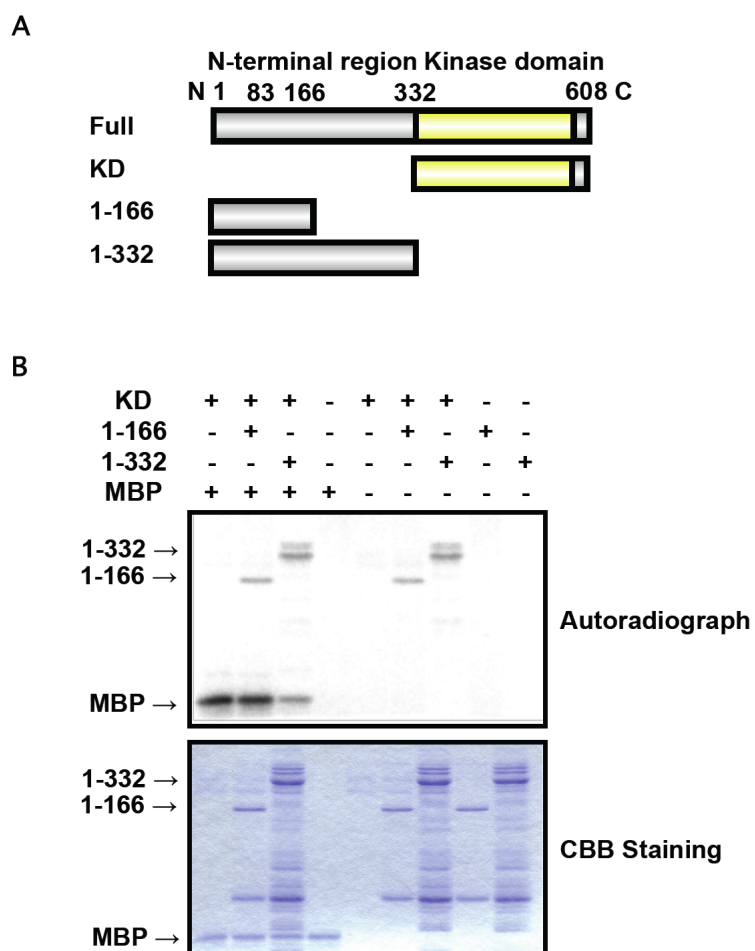 A
N-terminal region Kinase domain
N 1 83 166 332 608 C
Full
KD
1-166
1-332
B
KD + + + - + + + - -
1-166 - + - - - + - + -
1-332 - - + - - - + - +
MBP + + + + - - - - -
1-332 →
1-166 →
MBP →
Autoradiograph
1-332 →
1-166 →
MBP →
CBB Staining